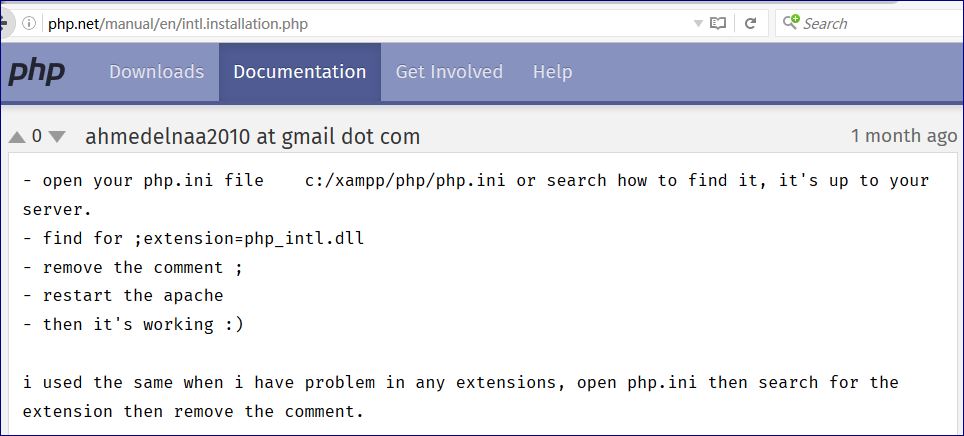 php.net/manual/en/intl.installation.php
Search
php
Downloads
Documentation
Get Involved
Help
0
ahmedelnaa2010 at gmail dot com
1 month ago
- open your php.ini file    c:/xampp/php/php.ini or search how to find it, it's up to your
server.
- find for ;extension=php_intl.dll
- remove the comment ;
- restart the apache
- then it's working :)
i used the same when i have problem in any extensions, open php.ini then search for the
extension then remove the comment.